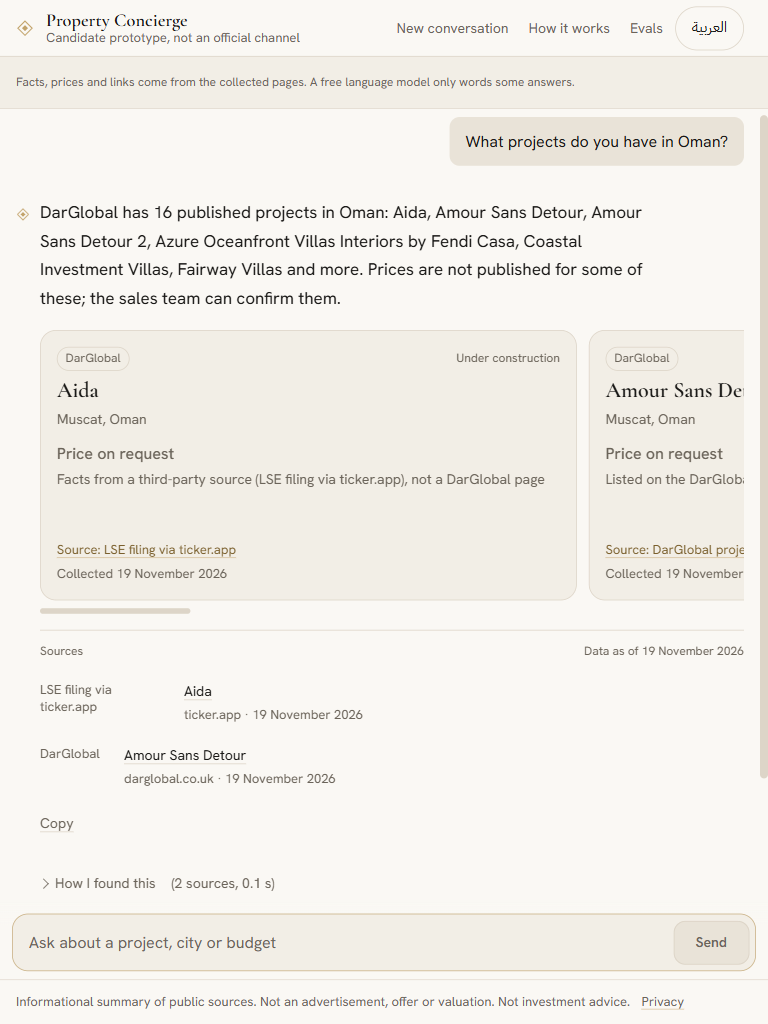 Property Concierge
Candidate prototype, not an official channel
New conversation
How it works
Evals
العربية
Facts, prices and links come from the collected pages. A free language model only words some answers.
What projects do you have in Oman?
DarGlobal has 16 published projects in Oman: Aida, Amour Sans Detour, Amour
Sans Detour 2, Azure Oceanfront Villas Interiors by Fendi Casa, Coastal
Investment Villas, Fairway Villas and more. Prices are not published for some of
these; the sales team can confirm them.
DarGlobal
Under construction
Aida
Muscat, Oman
Price on request
Facts from a third-party source (LSE filing via ticker.app), not a DarGlobal page
Source: LSE filing via ticker.app
Collected 19 November 2026
DarGlobal
Amour Sans
Muscat, Oman
Price on request
Listed on the
Source: DarGlobal
Collected 19 November
Sources
Data as of 19 November 2026
LSE filing via
ticker.app
Aida
ticker.app · 19 November 2026
DarGlobal
Amour Sans Detour
darglobal.co.uk · 19 November 2026
Copy
How I found this (2 sources, 0.1 s)
Ask about a project, city or budget
Send
Informational summary of public sources. Not an advertisement, offer or valuation. Not investment advice. Privacy